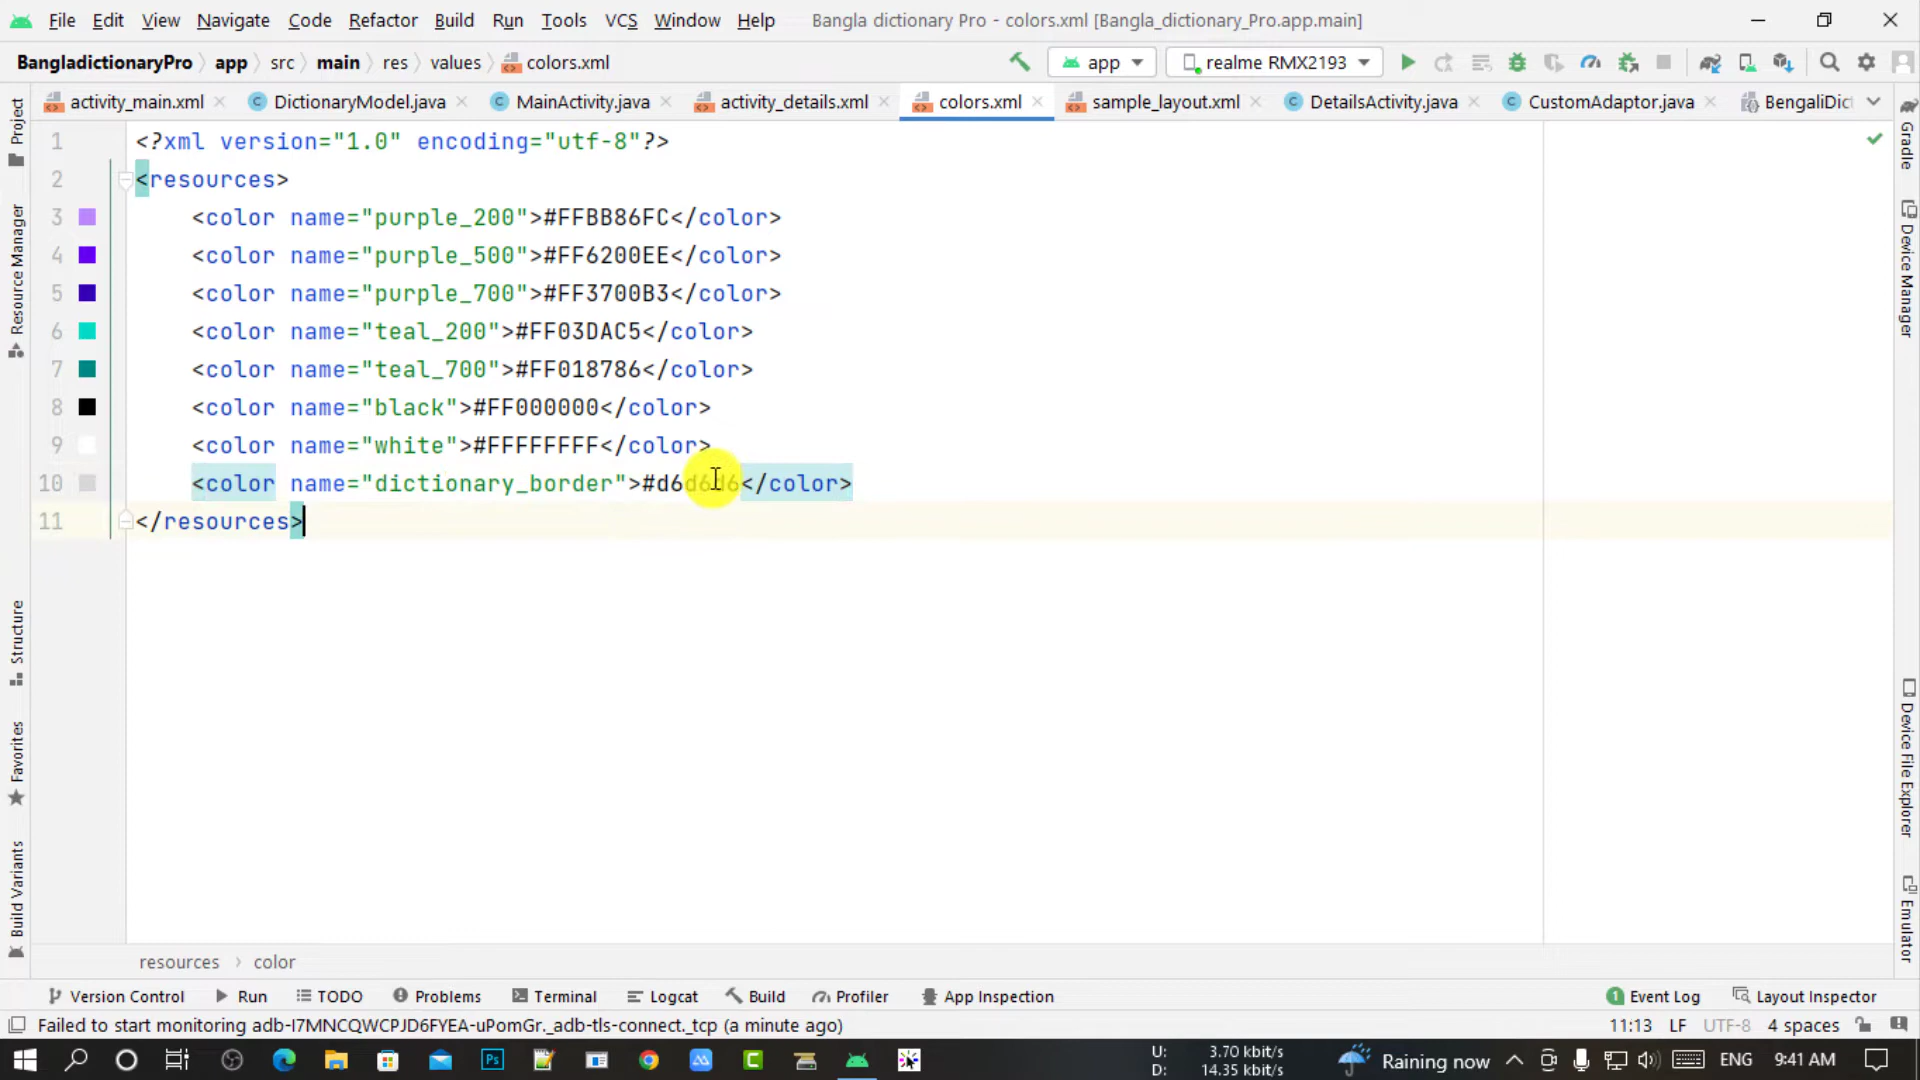 File Edit View Navigate Code Refactor Build Run Tools VCS Window Help Bangla dictionary Pro - colors.xml [Bangla_dictionary_Pro.app.main]
BangladictionaryPro app src main res values colors.xml app realme RMX2193
activity_main.xml DictionaryModel.java MainActivity.java activity_details.xml colors.xml sample_layout.xml DetailsActivity.java CustomAdaptor.java BengaliDict
1 <?xml version="1.0" encoding="utf-8"?>
2 <resources>
3 <color name="purple_200">#FFBB86FC</color>
4 <color name="purple_500">#FF6200EE</color>
5 <color name="purple_700">#FF3700B3</color>
6 <color name="teal_200">#FF03DAC5</color>
7 <color name="teal_700">#FF018786</color>
8 <color name="black">#FF000000</color>
9 <color name="white">#FFFFFFFF</color>
10 <color name="dictionary_border">#d6d6d6</color>
11 </resources>
Project
Resource Manager
Structure
Favorites
Build Variants
Gradle
Device Manager
Device File Explorer
Emulator
resources > color
Version Control Run TODO Problems Terminal Logcat Build Profiler App Inspection 1 Event Log Layout Inspector
Failed to start monitoring adb-I7MNCQWCPJD6FYEA-uPomGr._adb-tls-connect._tcp (a minute ago) 11:13 LF UTF-8 4 spaces
U: 3.70 kbit/s
D: 14.35 kbit/s
Raining now ENG 9:41 AM
Ps